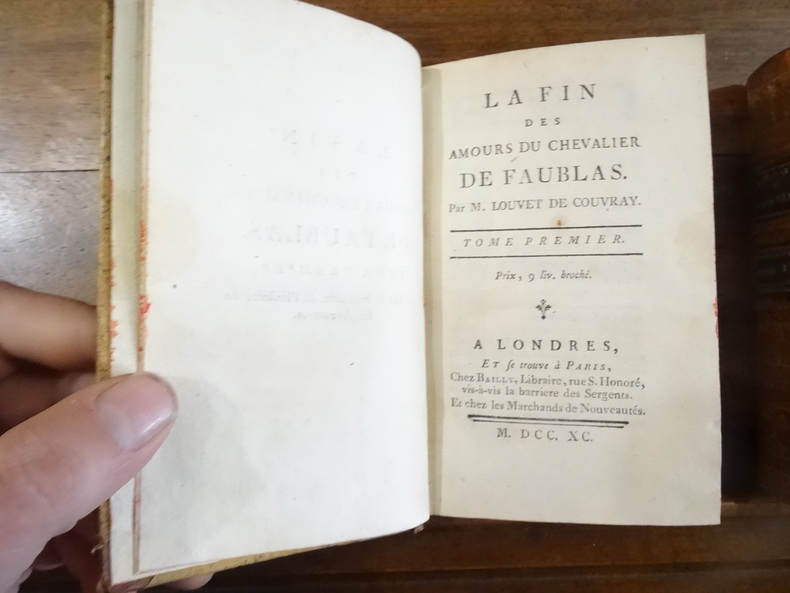 LA FIN
DES
AMOURS DU CHEVALIER
DE FAUBLAS.
Par M. LOUVET DE COUVRAY.
TOME PREMIER.
Prix, 9 liv. broché.
A LONDRES,
Et ſe trouve à PARIS,
Chez BAILLY, Libraire, rue S. Honoré,
vis-à-vis la barriere des Sergents.
Et chez les Marchands de Nouveautés.
M. DCC. XC.